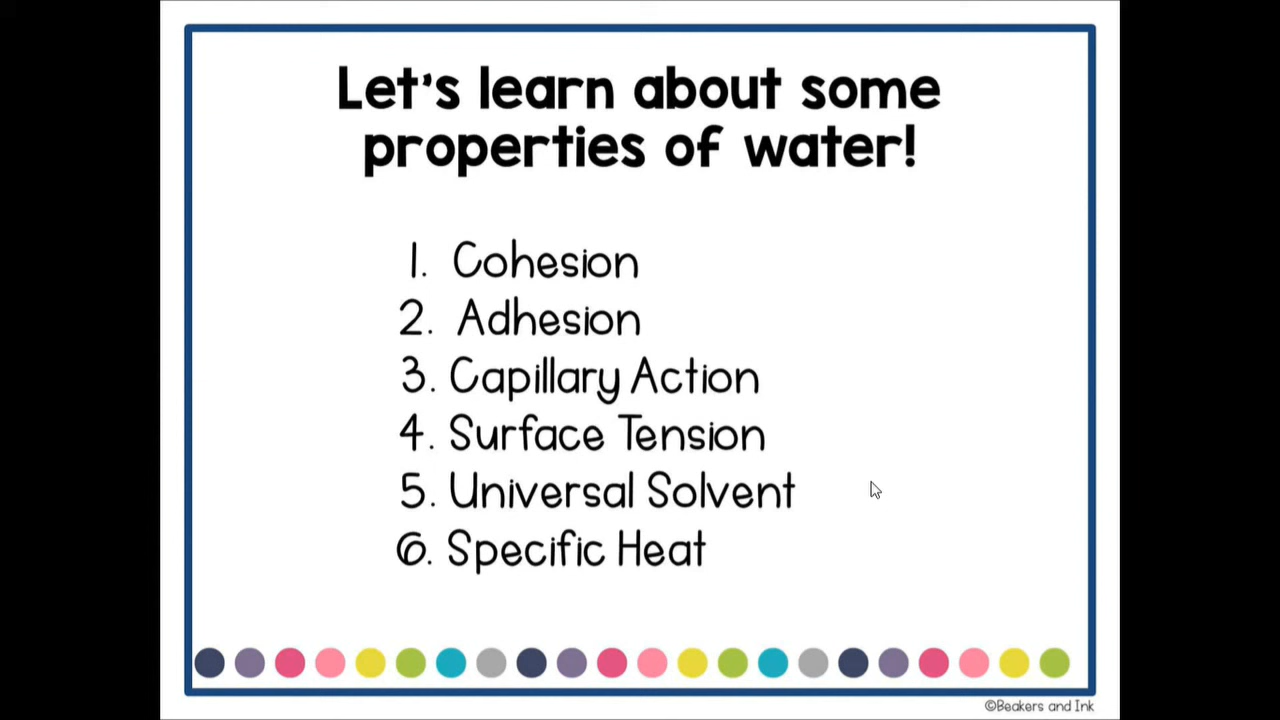 Let's learn about some
properties of water!
1. Cohesion
2. Adhesion
3. Capillary Action
4. Surface Tension
5. Universal Solvent
6. Specific Heat
©Beakers and Ink